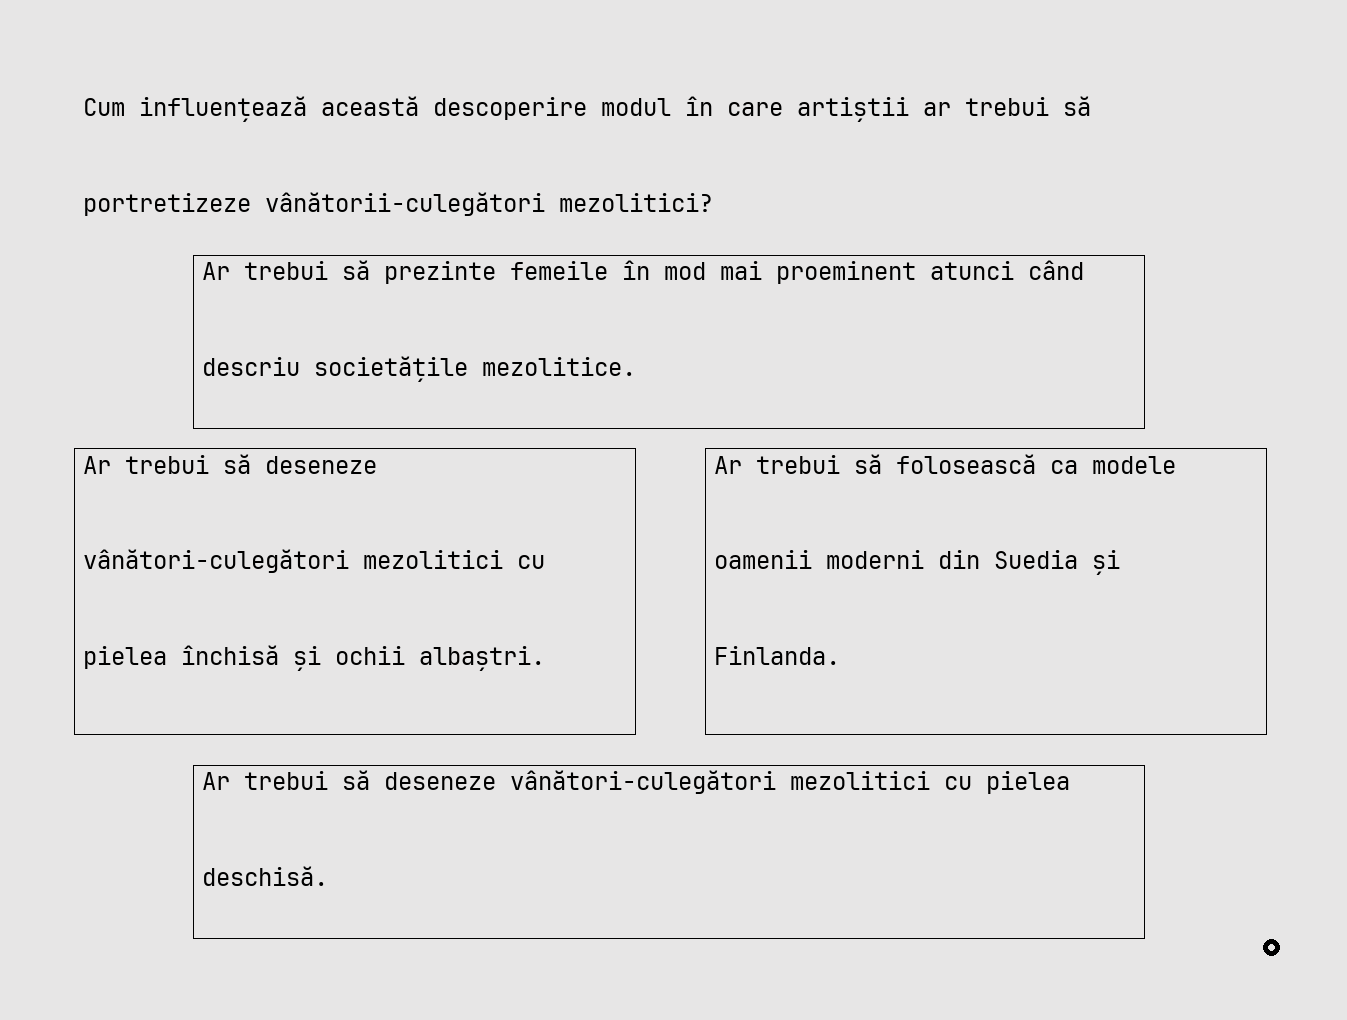 Cum influențează această descoperire modul în care artiștii ar trebui să
portretizeze vânătorii-culegători mezolitici?
Ar trebui să prezinte femeile în mod mai proeminent atunci când
descriu societățile mezolitice.
Ar trebui să deseneze
vânători-culegători mezolitici cu
pielea închisă și ochii albaștri.
Ar trebui să folosească ca modele
oamenii moderni din Suedia și
Finlanda.
Ar trebui să deseneze vânători-culegători mezolitici cu pielea
deschisă.